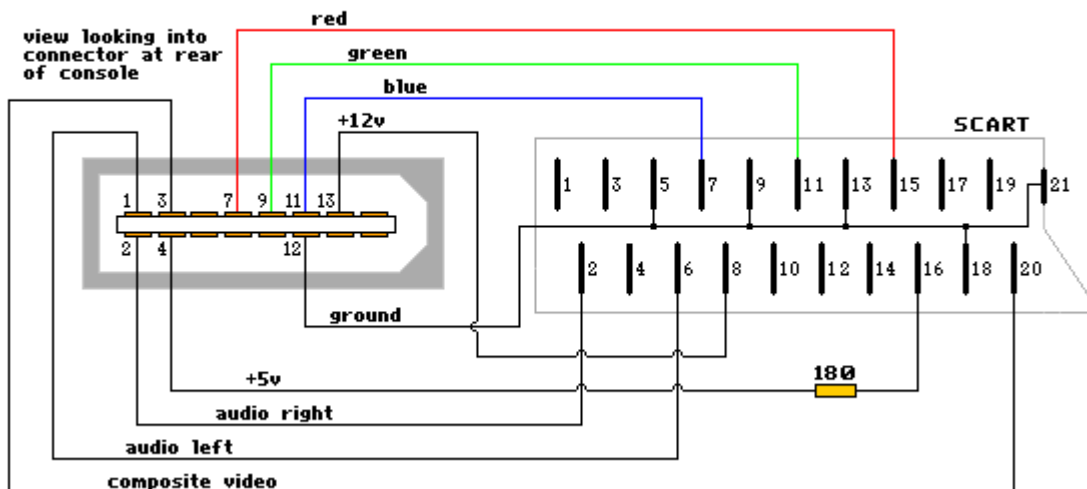 red
view looking into
connector at rear
of console
green
blue
+12v
SCART
1 3 5 7 9 11 13 15 17 19 21
1 3 7 9 11 13
2 4 12
2 4 6 8 10 12 14 16 18 20
ground
180
+5v
audio right
audio left
composite video